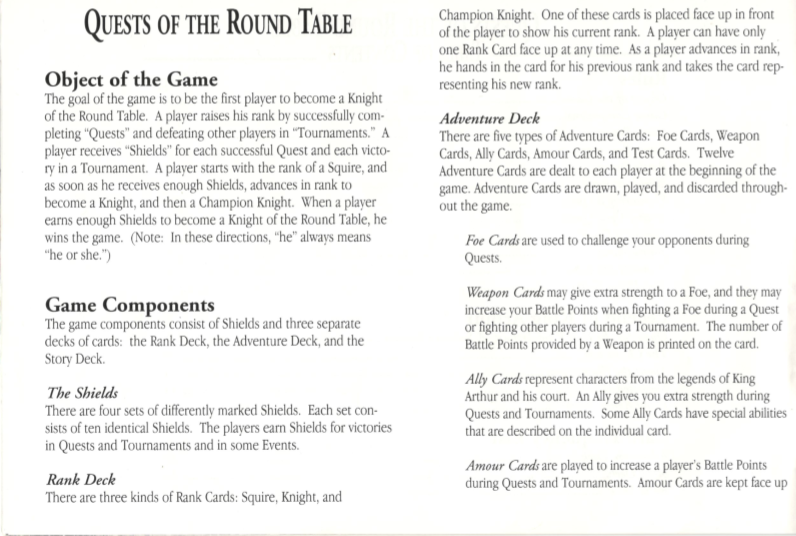 QUESTS OF THE ROUND TABLE
Object of the Game
The goal of the game is to be the first player to become a Knight
of the Round Table. A player raises his rank by successfully com-
pleting "Quests" and defeating other players in "Tournaments." A
player receives "Shields" for each successful Quest and each victo-
ry in a Tournament. A player starts with the rank of a Squire, and
as soon as he receives enough Shields, advances in rank to
become a Knight, and then a Champion Knight. When a player
earns enough Shields to become a Knight of the Round Table, he
wins the game. (Note: In these directions, "he" always means
"he or she.")
Game Components
The game components consist of Shields and three separate
decks of cards: the Rank Deck, the Adventure Deck, and the
Story Deck.
The Shields
There are four sets of differently marked Shields. Each set con-
sists of ten identical Shields. The players earn Shields for victories
in Quests and Tournaments and in some Events.
Rank Deck
There are three kinds of Rank Cards: Squire, Knight, and
Champion Knight. One of these cards is placed face up in front
of the player to show his current rank. A player can have only
one Rank Card face up at any time. As a player advances in rank,
he hands in the card for his previous rank and takes the card rep-
resenting his new rank.
Adventure Deck
There are five types of Adventure Cards: Foe Cards, Weapon
Cards, Ally Cards, Amour Cards, and Test Cards. Twelve
Adventure Cards are dealt to each player at the beginning of the
game. Adventure Cards are drawn, played, and discarded through-
out the game.
Foe Cards are used to challenge your opponents during
Quests.
Weapon Cards may give extra strength to a Foe, and they may
increase your Battle Points when fighting a Foe during a Quest
or fighting other players during a Tournament. The number of
Battle Points provided by a Weapon is printed on the card.
Ally Cards represent characters from the legends of King
Arthur and his court. An Ally gives you extra strength during
Quests and Tournaments. Some Ally Cards have special abilities
that are described on the individual card.
Amour Cards are played to increase a player's Battle Points
during Quests and Tournaments. Amour Cards are kept face up